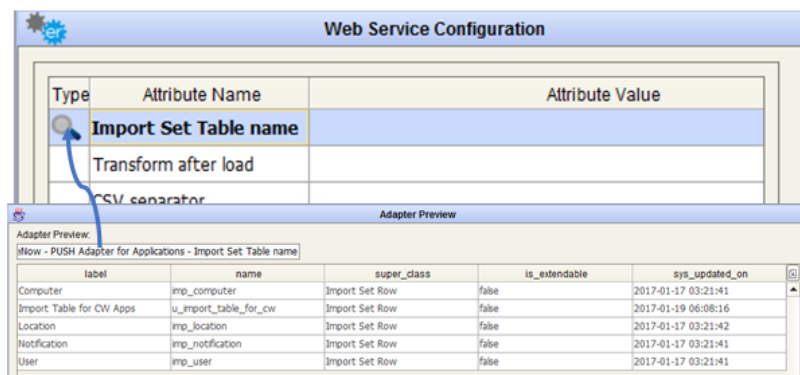 er
Web Service Configuration
Type Attribute Name Attribute Value
Import Set Table name
Transform after load
CSV separator
Adapter Preview
Adapter Preview:
Now - PUSH Adapter for Applications - Import Set Table name
label name super_class is_extendable sys_updated_on
Computer imp_computer Import Set Row false 2017-01-17 03:21:41
Import Table for CW Apps u_import_table_for_cw Import Set Row false 2017-01-19 06:08:16
Location imp_location Import Set Row false 2017-01-17 03:21:42
Notification imp_notification Import Set Row false 2017-01-17 03:21:41
User imp_user Import Set Row false 2017-01-17 03:21:41